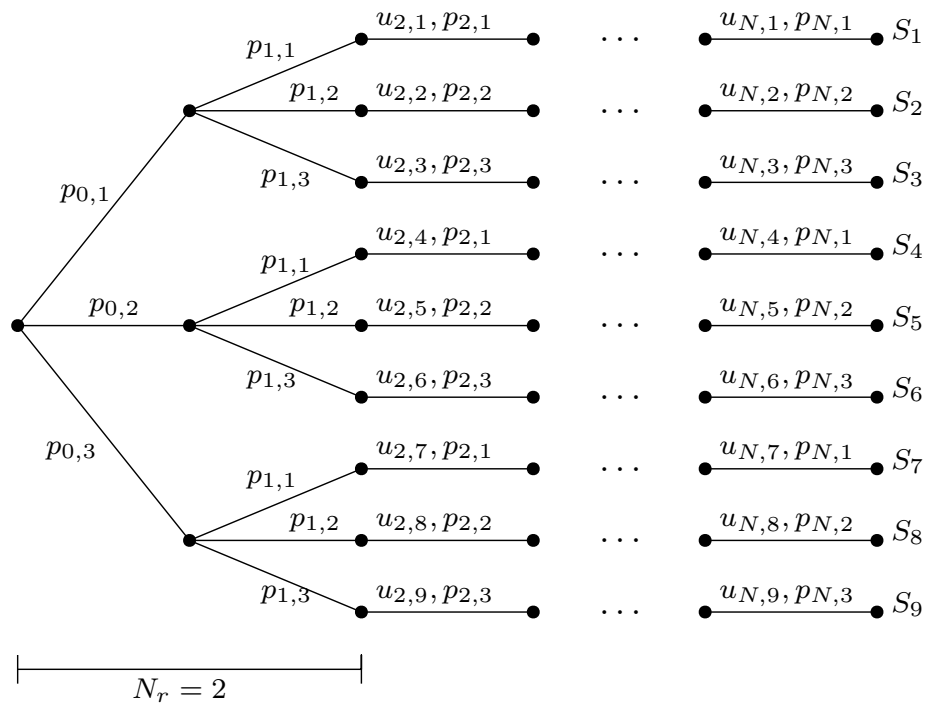 u_{2,1}, p_{2,1} ... u_{N,1}, p_{N,1} S_1
p_{1,1}
p_{1,2} u_{2,2}, p_{2,2} ... u_{N,2}, p_{N,2} S_2
p_{1,3} u_{2,3}, p_{2,3} ... u_{N,3}, p_{N,3} S_3
p_{0,1}
u_{2,4}, p_{2,1} ... u_{N,4}, p_{N,1} S_4
p_{1,1}
p_{0,2} p_{1,2} u_{2,5}, p_{2,2} ... u_{N,5}, p_{N,2} S_5
p_{1,3} u_{2,6}, p_{2,3} ... u_{N,6}, p_{N,3} S_6
p_{0,3} u_{2,7}, p_{2,1} ... u_{N,7}, p_{N,1} S_7
p_{1,1}
p_{1,2} u_{2,8}, p_{2,2} ... u_{N,8}, p_{N,2} S_8
p_{1,3} u_{2,9}, p_{2,3} ... u_{N,9}, p_{N,3} S_9
N_r = 2